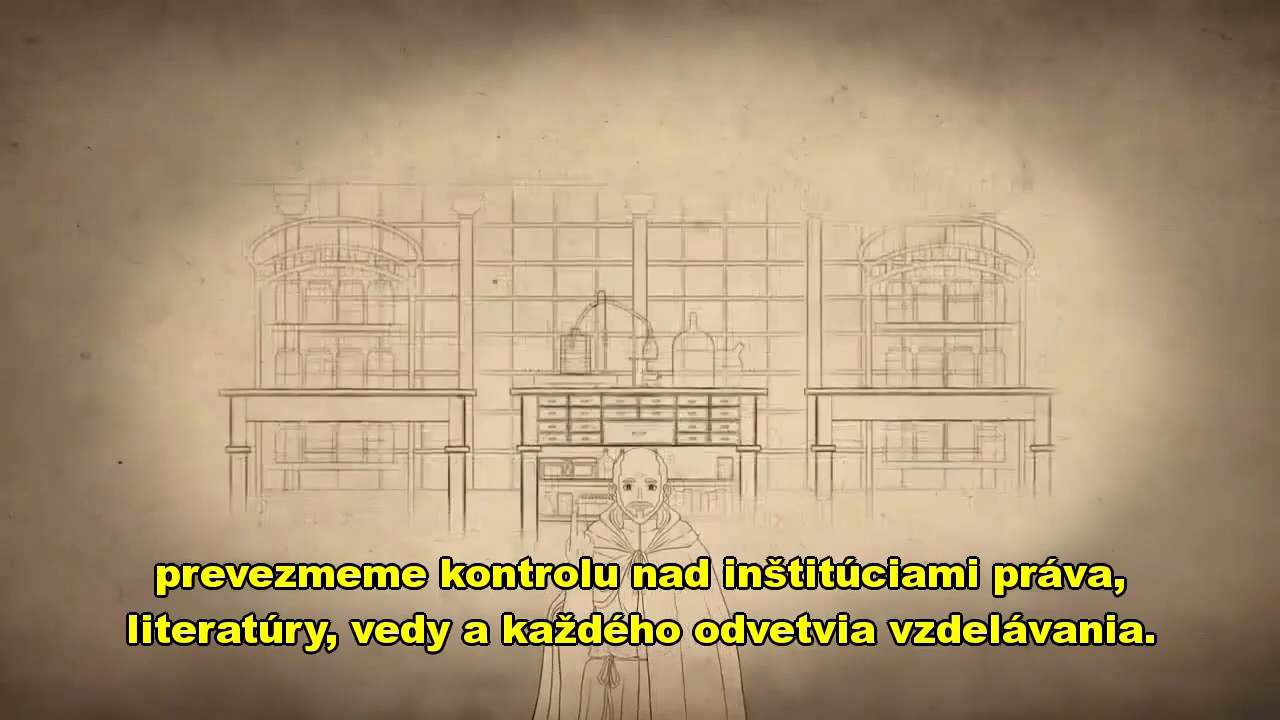 prevezmeme kontrolu nad inštitúciami práva,
literatúry, vedy a každého odvetvia vzdelávania.